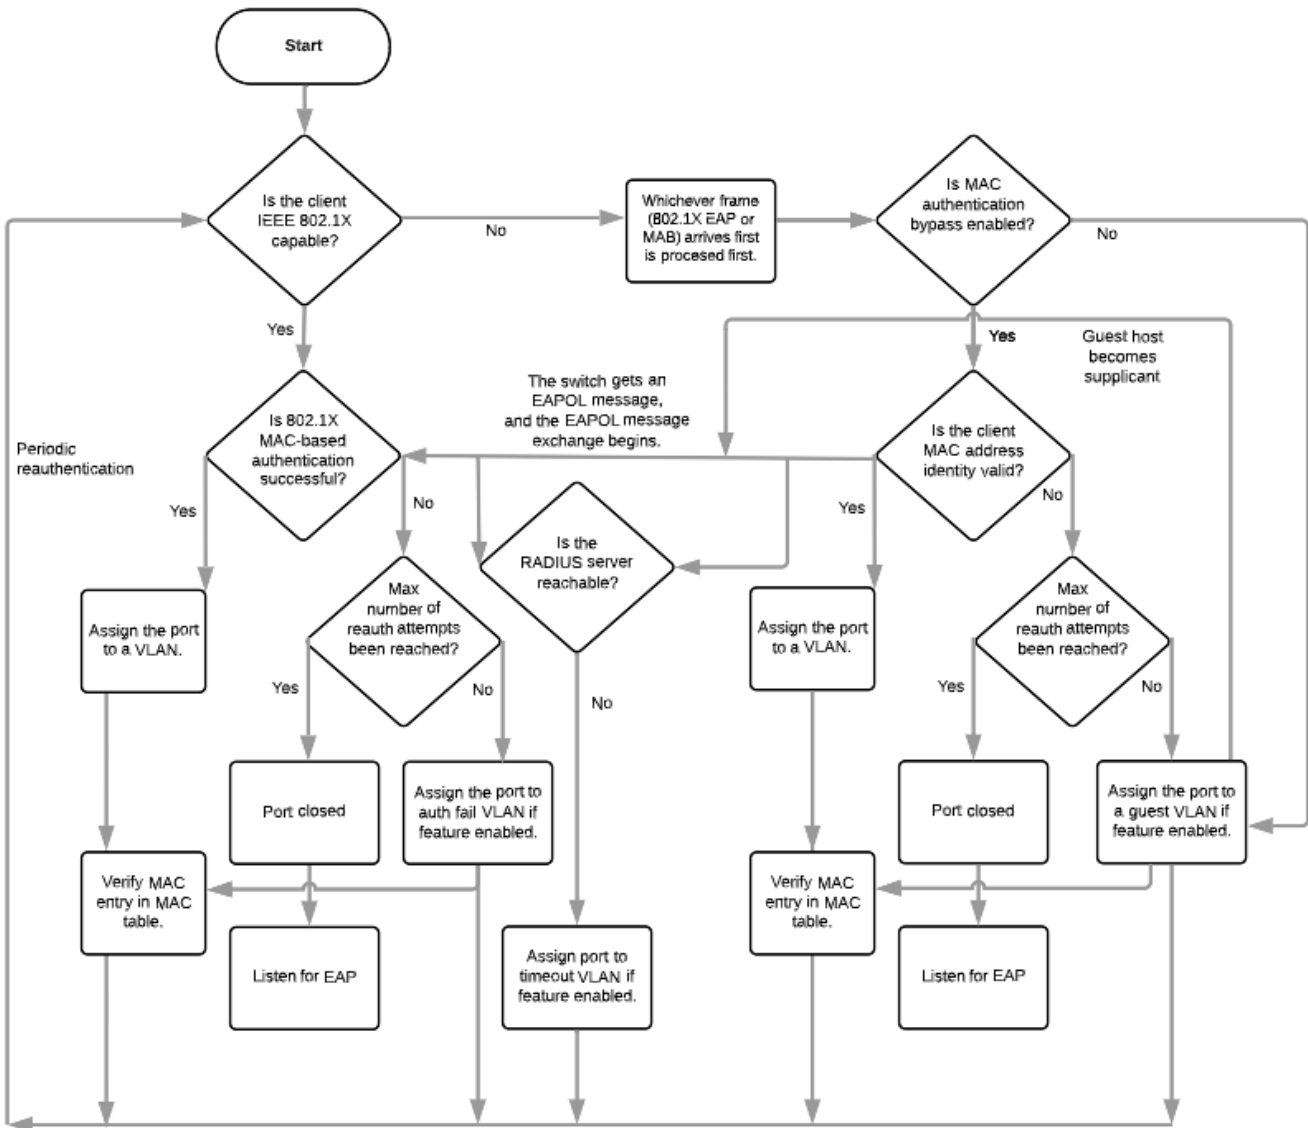 Start
Is the client
IEEE 802.1X
capable?
No
Whichever frame
(802.1X EAP or
MAB) arrives first
is procesed first.
Is MAC
authentication
bypass enabled?
No
Yes
Yes
Guest host
becomes
supplicant
The switch gets an
EAPOL message,
and the EAPOL message
exchange begins.
Is 802.1X
MAC-based
authentication
successful?
Is the client
MAC address
identity valid?
Periodic
reauthentication
Yes
No
Is the
RADIUS server
reachable?
Yes
No
Assign the port
to a VLAN.
Max
number of
reauth attempts
been reached?
Assign the port
to a VLAN.
Max
number of
reauth attempts
been reached?
Yes
No
No
Yes
No
Port closed
Assign the port to
auth fail VLAN if
feature enabled.
Port closed
Assign the port to
a guest VLAN if
feature enabled.
Verify MAC
entry in MAC
table.
Verify MAC
entry in MAC
table.
Listen for EAP
Assign port to
timeout VLAN if
feature enabled.
Listen for EAP